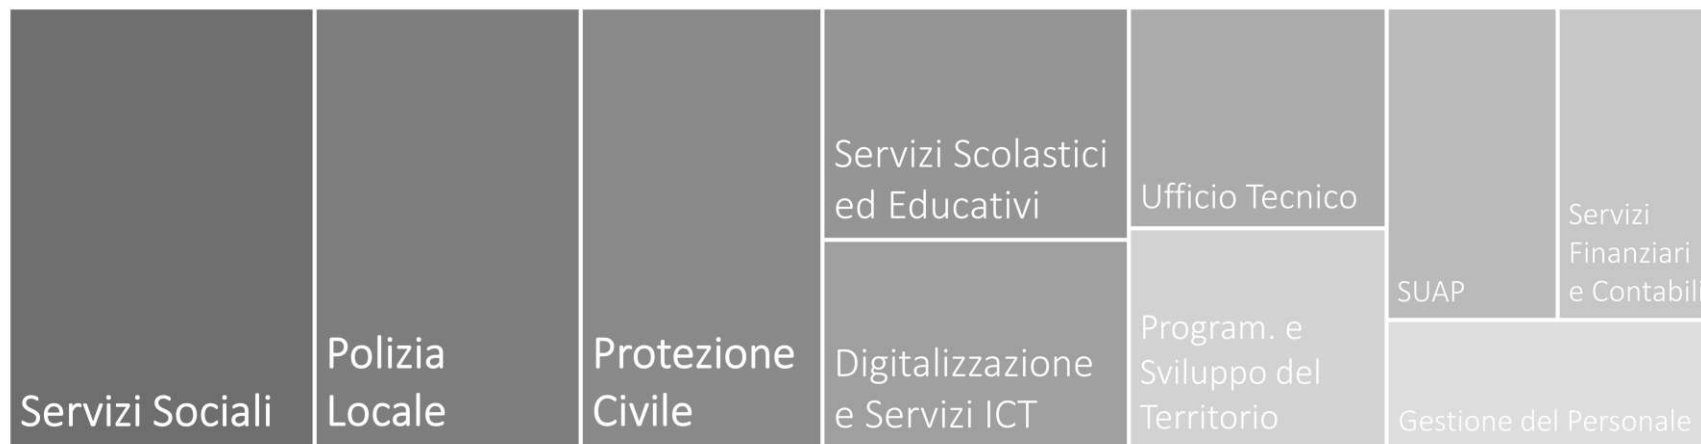 Servizi Sociali
Polizia
Locale
Protezione
Civile
Servizi Scolastici
ed Educativi
Digitalizzazione
e Servizi ICT
Ufficio Tecnico
Program. e
Sviluppo del
Territorio
SUAP
Servizi
Finanziari
e Contabili
Gestione del Personale